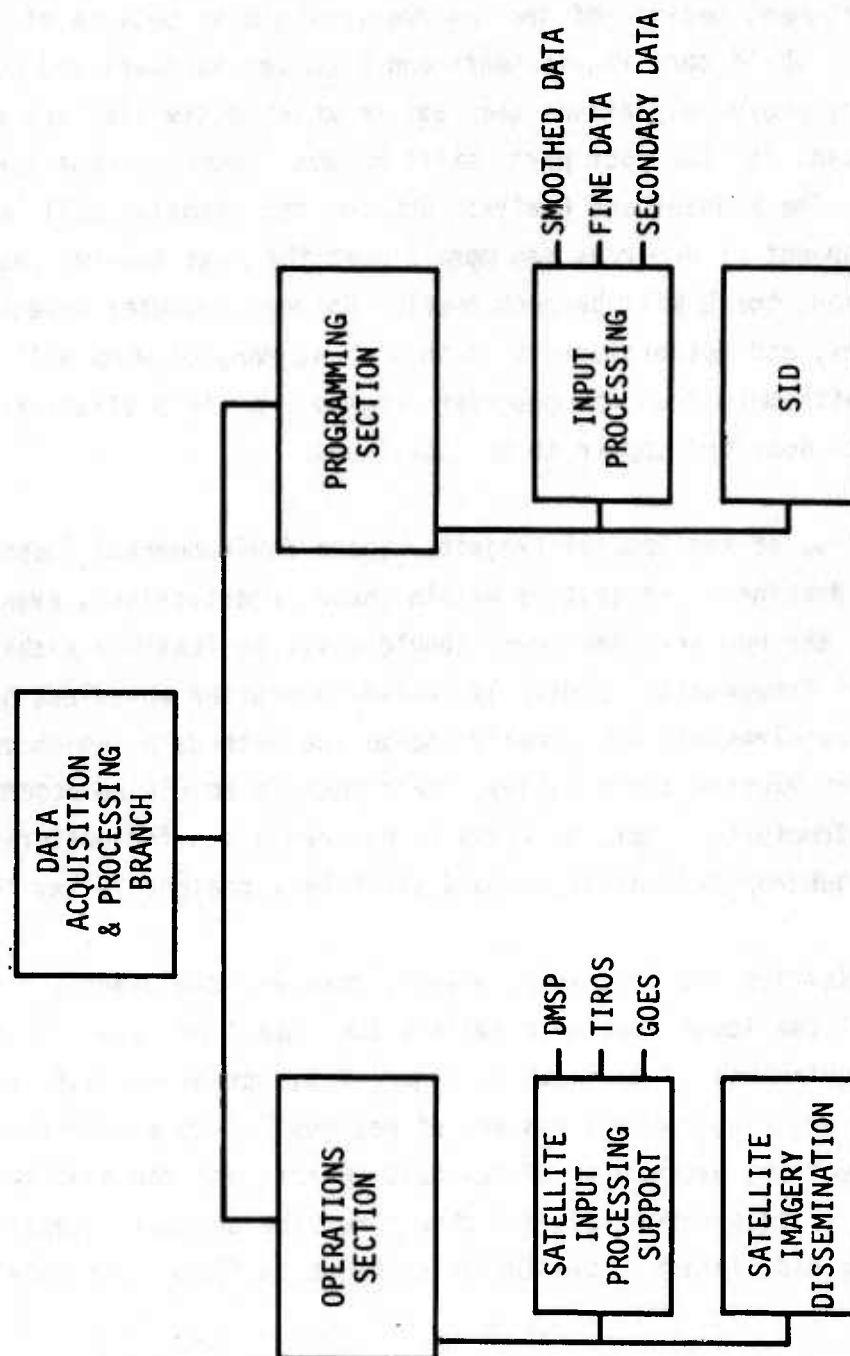 DATA
ACQUISITION
& PROCESSING
BRANCH
OPERATIONS
SECTION
SATELLITE
INPUT
PROCESSING
SUPPORT
DMSP
TIROS
GOES
SATELLITE
IMAGERY
DISSEMINATION
PROGRAMMING
SECTION
INPUT
PROCESSING
SMOOTHED DATA
FINE DATA
SECONDARY DATA
SID